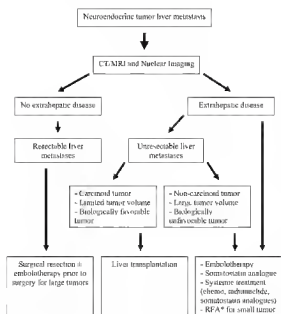 Neuroendocrine tumor liver metastasis
CT/MRI and Nuclear Imaging
No extrahepatic disease
Extrahepatic disease
Resectable liver
metastases
Unresectable liver
metastases
- Carcinoid tumor
- Limited tumor volume
- Biologically favourable
tumor
- Non-carcinoid tumor
- Large tumor volume
- Biologically
unfavourable tumor
Surgical resection ±
embolotherapy prior to
surgery for large tumors
Liver transplantation
- Embolotherapy
- Somatostatin analogue
- Systemic treatment
(chemo, radionuclide,
somatostatin analogues)
- RFA* for small tumor